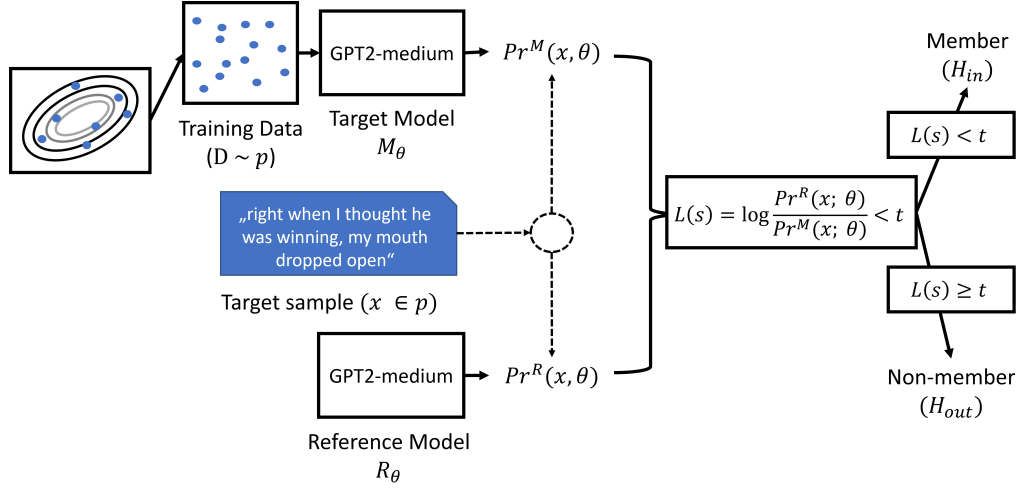 GPT2-medium
Training Data
(D ~ p)
Target Model
M_θ
Pr^M(x, θ)
„right when I thought he
was winning, my mouth
dropped open“
Target sample (x ∈ p)
GPT2-medium
Reference Model
R_θ
Pr^R(x, θ)
L(s) = log Pr^R(x; θ) / Pr^M(x; θ) < t
Member
(H_in)
L(s) < t
L(s) ≥ t
Non-member
(H_out)